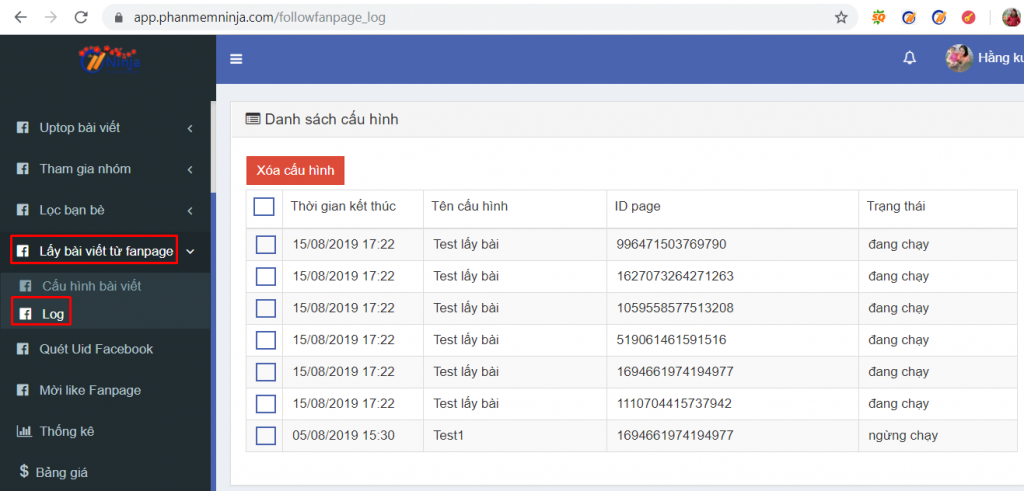 app.phanmemninja.com/followfanpage_log
Ninja
Hằng
Uptop bài viết
Tham gia nhóm
Lọc bạn bè
Lấy bài viết từ fanpage
Cấu hình bài viết
Log
Quét Uid Facebook
Mời like Fanpage
Thống kê
$ Bảng giá
Danh sách cấu hình
Xóa cấu hình
Thời gian kết thúc Tên cấu hình ID page Trạng thái
15/08/2019 17:22 Test lấy bài 996471503769790 đang chạy
15/08/2019 17:22 Test lấy bài 1627073264271263 đang chạy
15/08/2019 17:22 Test lấy bài 1059558577513208 đang chạy
15/08/2019 17:22 Test lấy bài 519061461591516 đang chạy
15/08/2019 17:22 Test lấy bài 1694661974194977 đang chạy
15/08/2019 17:22 Test lấy bài 1110704415737942 đang chạy
05/08/2019 15:30 Test1 1694661974194977 ngừng chạy